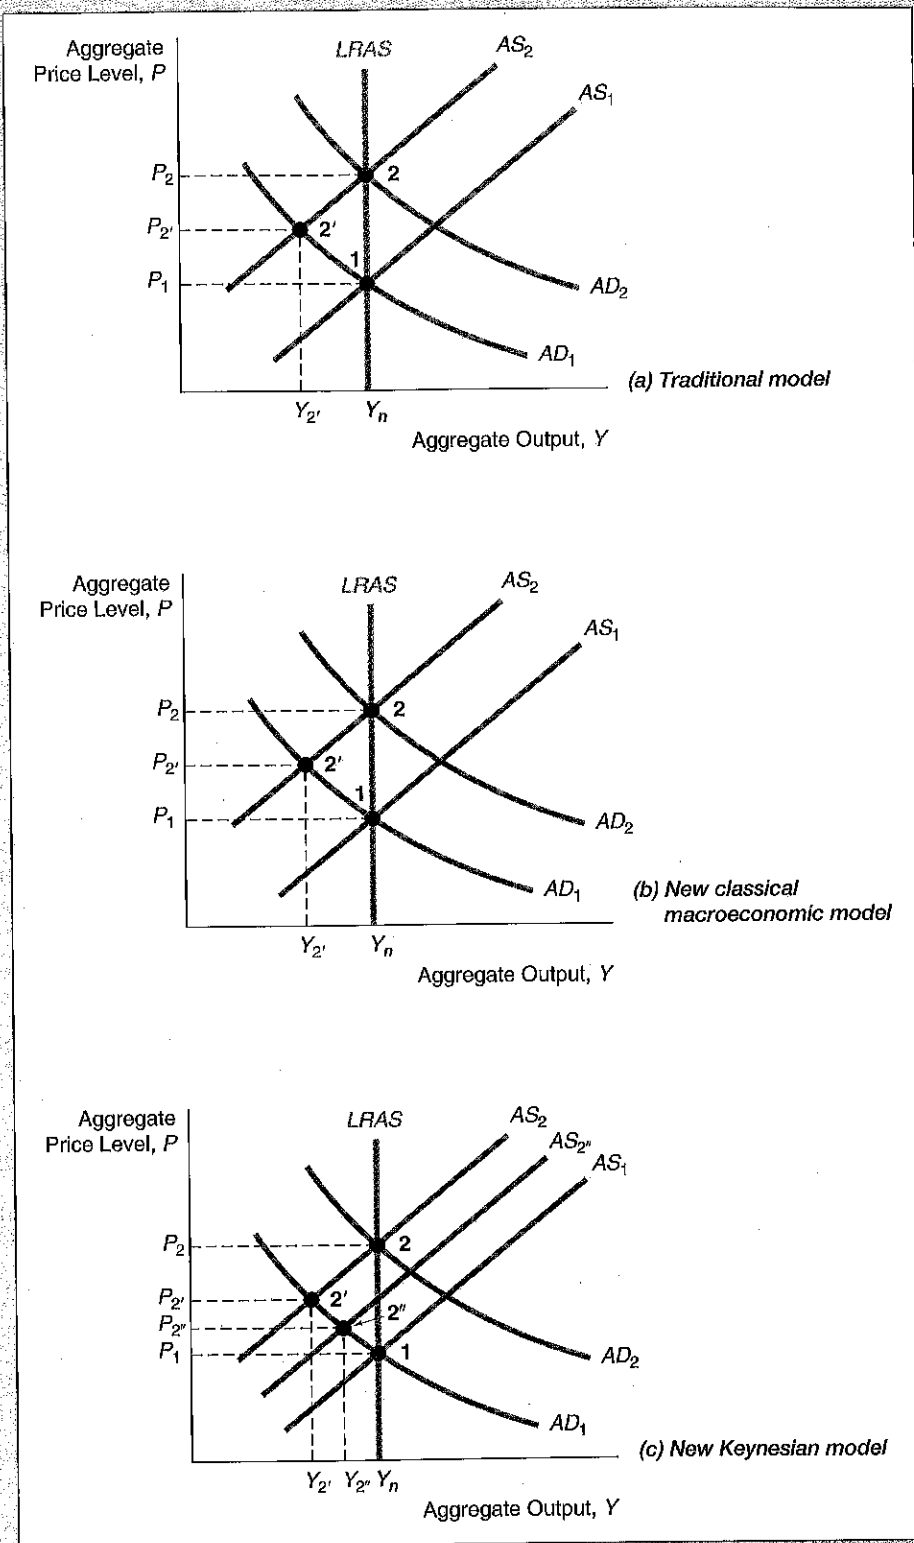 Aggregate
Price Level, P
LRAS
AS2
AS1
P2
2
P2'
2'
1
P1
AD2
AD1
(a) Traditional model
Y2'
Yn
Aggregate Output, Y
Aggregate
Price Level, P
LRAS
AS2
AS1
P2
2
P2'
2'
1
P1
AD2
AD1
(b) New classical
macroeconomic model
Y2'
Yn
Aggregate Output, Y
Aggregate
Price Level, P
LRAS
AS2
AS2"
AS1
P2
2
P2'
2'
2"
P2"
P1
1
AD2
AD1
(c) New Keynesian model
Y2'
Y2"
Yn
Aggregate Output, Y